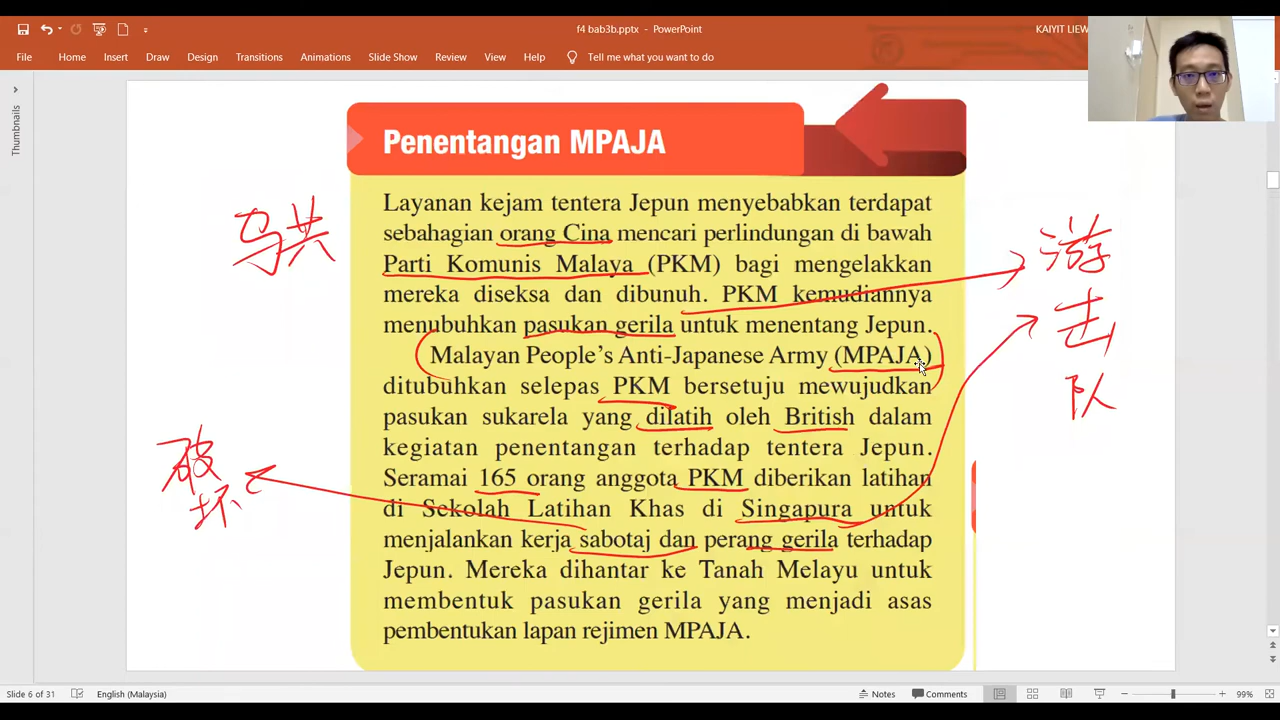 f4 bab3b.pptx - PowerPoint
KAIYIT LIEW
File Home Insert Draw Design Transitions Animations Slide Show Review View Help Tell me what you want to do
Thumbnails
Penentangan MPAJA
Layanan kejam tentera Jepun menyebabkan terdapat
sebahagian orang Cina mencari perlindungan di bawah
Parti Komunis Malaya (PKM) bagi mengelakkan
mereka diseksa dan dibunuh. PKM kemudiannya
menubuhkan pasukan gerila untuk menentang Jepun.
Malayan People's Anti-Japanese Army (MPAJA)
ditubuhkan selepas PKM bersetuju mewujudkan
pasukan sukarela yang dilatih oleh British dalam
kegiatan penentangan terhadap tentera Jepun.
Seramai 165 orang anggota PKM diberikan latihan
di Sekolah Latihan Khas di Singapura untuk
menjalankan kerja sabotaj dan perang gerila terhadap
Jepun. Mereka dihantar ke Tanah Melayu untuk
membentuk pasukan gerila yang menjadi asas
pembentukan lapan rejimen MPAJA.
马共
破
坏
游
击
队
Slide 6 of 31 English (Malaysia) Notes Comments 99%